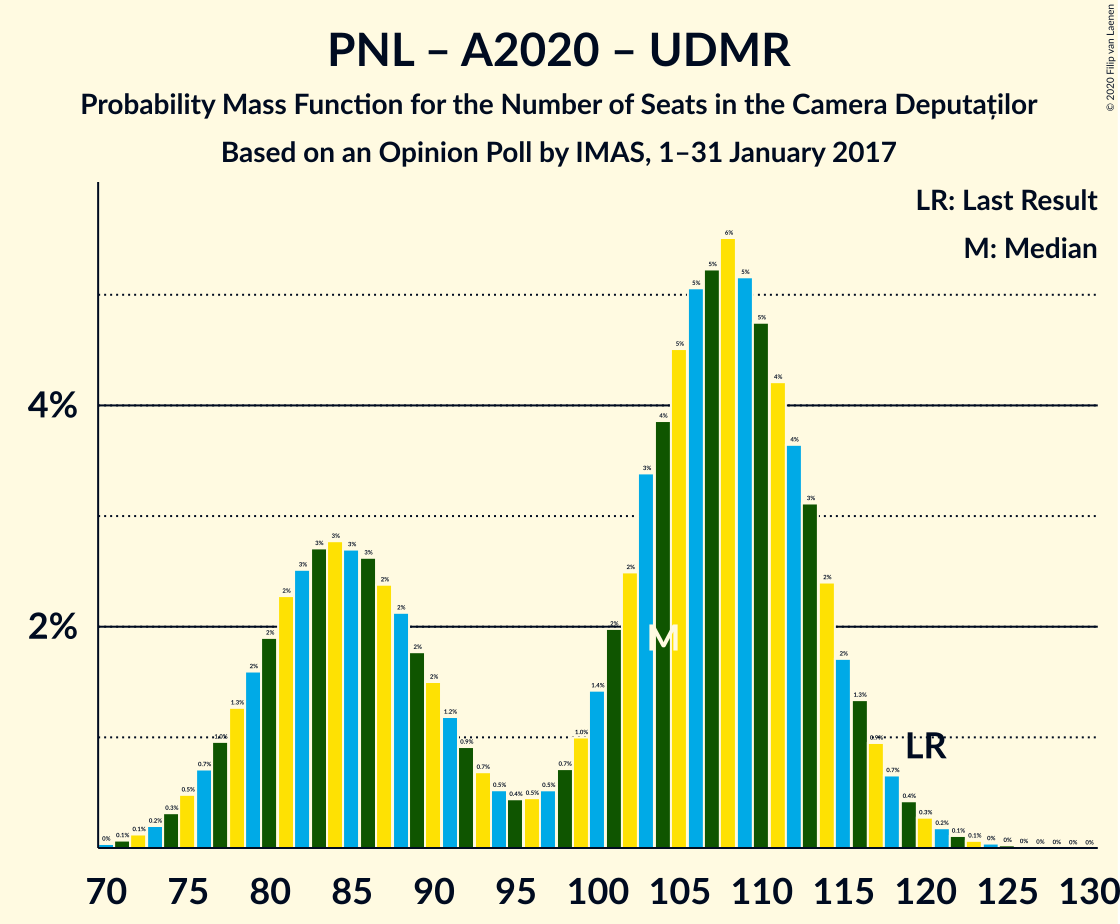 PNL – A2020 – UDMR
Probability Mass Function for the Number of Seats in the Camera Deputaților
Based on an Opinion Poll by IMAS, 1–31 January 2017
© 2020 Filip van Laenen
LR: Last Result
M: Median
4%
2%
0% 0.1% 0.1% 0.2% 0.3% 0.5% 0.7% 1.0% 1.3% 2% 2% 2% 3% 3% 3% 3% 3% 2% 2% 2% 2% 1.2% 0.9% 0.7% 0.5% 0.4% 0.5% 0.5% 0.7% 1.0% 1.4% 2% 2% 3% 4% 5% 5% 5% 6% 5% 5% 4% 4% 3% 2% 2% 1.3% 0.9% 0.7% 0.4% 0.3% 0.2% 0.1% 0.1% 0% 0% 0% 0% 0% 0% 0%
M
LR
70 75 80 85 90 95 100 105 110 115 120 125 130